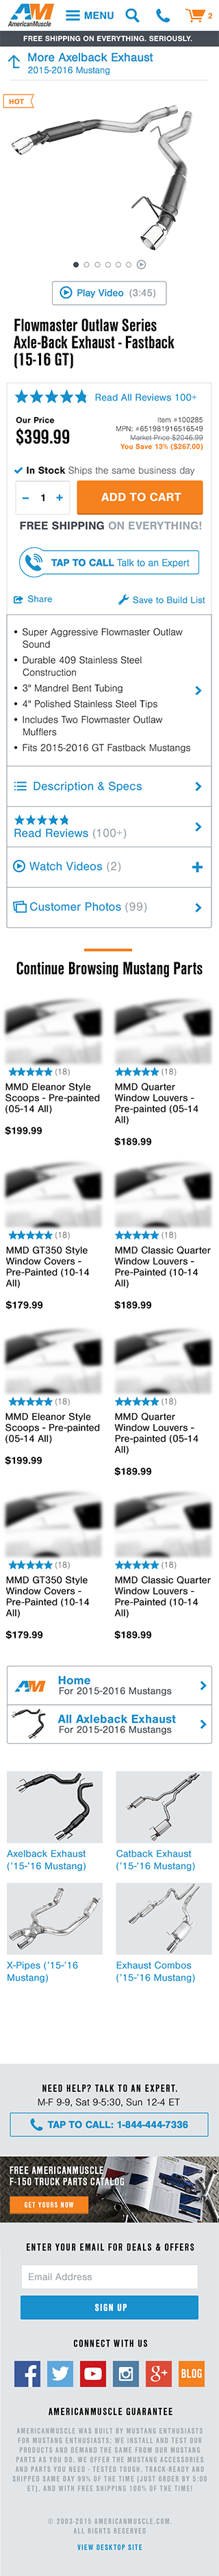 AM
AmericanMuscle
MENU
2
FREE SHIPPING ON EVERYTHING. SERIOUSLY.
More Axelback Exhaust
2015-2016 Mustang
HOT
Play Video (3:45)
Flowmaster Outlaw Series
Axle-Back Exhaust - Fastback
(15-16 GT)
Read All Reviews 100+
Our Price
$399.99
Item #100285
MPN: #651981916516549
Market Price $2046.99
You Save 13% ($267.00)
In Stock Ships the same business day
- 1 +
ADD TO CART
FREE SHIPPING ON EVERYTHING!
TAP TO CALL Talk to an Expert
Share
Save to Build List
• Super Aggressive Flowmaster Outlaw
Sound
• Durable 409 Stainless Steel
Construction
• 3" Mandrel Bent Tubing
• 4" Polished Stainless Steel Tips
• Includes Two Flowmaster Outlaw
Mufflers
• Fits 2015-2016 GT Fastback Mustangs
Description & Specs
Read Reviews (100+)
Watch Videos (2)
Customer Photos (99)
Continue Browsing Mustang Parts
(18)
MMD Eleanor Style
Scoops - Pre-painted
(05-14 All)
$199.99
(18)
MMD Quarter
Window Louvers -
Pre-painted (05-14
All)
$189.99
(18)
MMD GT350 Style
Window Covers -
Pre-Painted (10-14
All)
$179.99
(18)
MMD Classic Quarter
Window Louvers -
Pre-Painted (10-14
All)
$189.99
(18)
MMD Eleanor Style
Scoops - Pre-painted
(05-14 All)
$199.99
(18)
MMD Quarter
Window Louvers -
Pre-painted (05-14
All)
$189.99
(18)
MMD GT350 Style
Window Covers -
Pre-Painted (10-14
All)
$179.99
(18)
MMD Classic Quarter
Window Louvers -
Pre-Painted (10-14
All)
$189.99
AM
Home
For 2015-2016 Mustangs
All Axleback Exhaust
For 2015-2016 Mustangs
Axelback Exhaust
('15-'16 Mustang)
Catback Exhaust
('15-'16 Mustang)
X-Pipes ('15-'16
Mustang)
Exhaust Combos
('15-'16 Mustang)
NEED HELP? TALK TO AN EXPERT.
M-F 9-9, Sat 9-5:30, Sun 12-4 ET
TAP TO CALL: 1-844-444-7336
FREE AMERICANMUSCLE
F-150 TRUCK PARTS CATALOG
GET YOURS NOW
ENTER YOUR EMAIL FOR DEALS & OFFERS
Email Address
SIGN UP
CONNECT WITH US
BLOG
AMERICANMUSCLE GUARANTEE
AMERICANMUSCLE WAS BUILT BY MUSTANG ENTHUSIASTS
FOR MUSTANG ENTHUSIASTS; WE INSTALL AND TEST OUR
PRODUCTS AND DEMAND THE SAME FROM OUR MUSTANG
PARTS AS YOU DO. WE OFFER THE MUSTANG ACCESSORIES
AND PARTS YOU NEED - TESTED TOUGH, TRACK-READY AND
SHIPPED SAME DAY 99% OF THE TIME (JUST ORDER BY 5:00
ET), AND WITH FREE SHIPPING 100% OF THE TIME!
© 2003-2015 AMERICANMUSCLE.COM.
ALL RIGHTS RESERVED
VIEW DESKTOP SITE